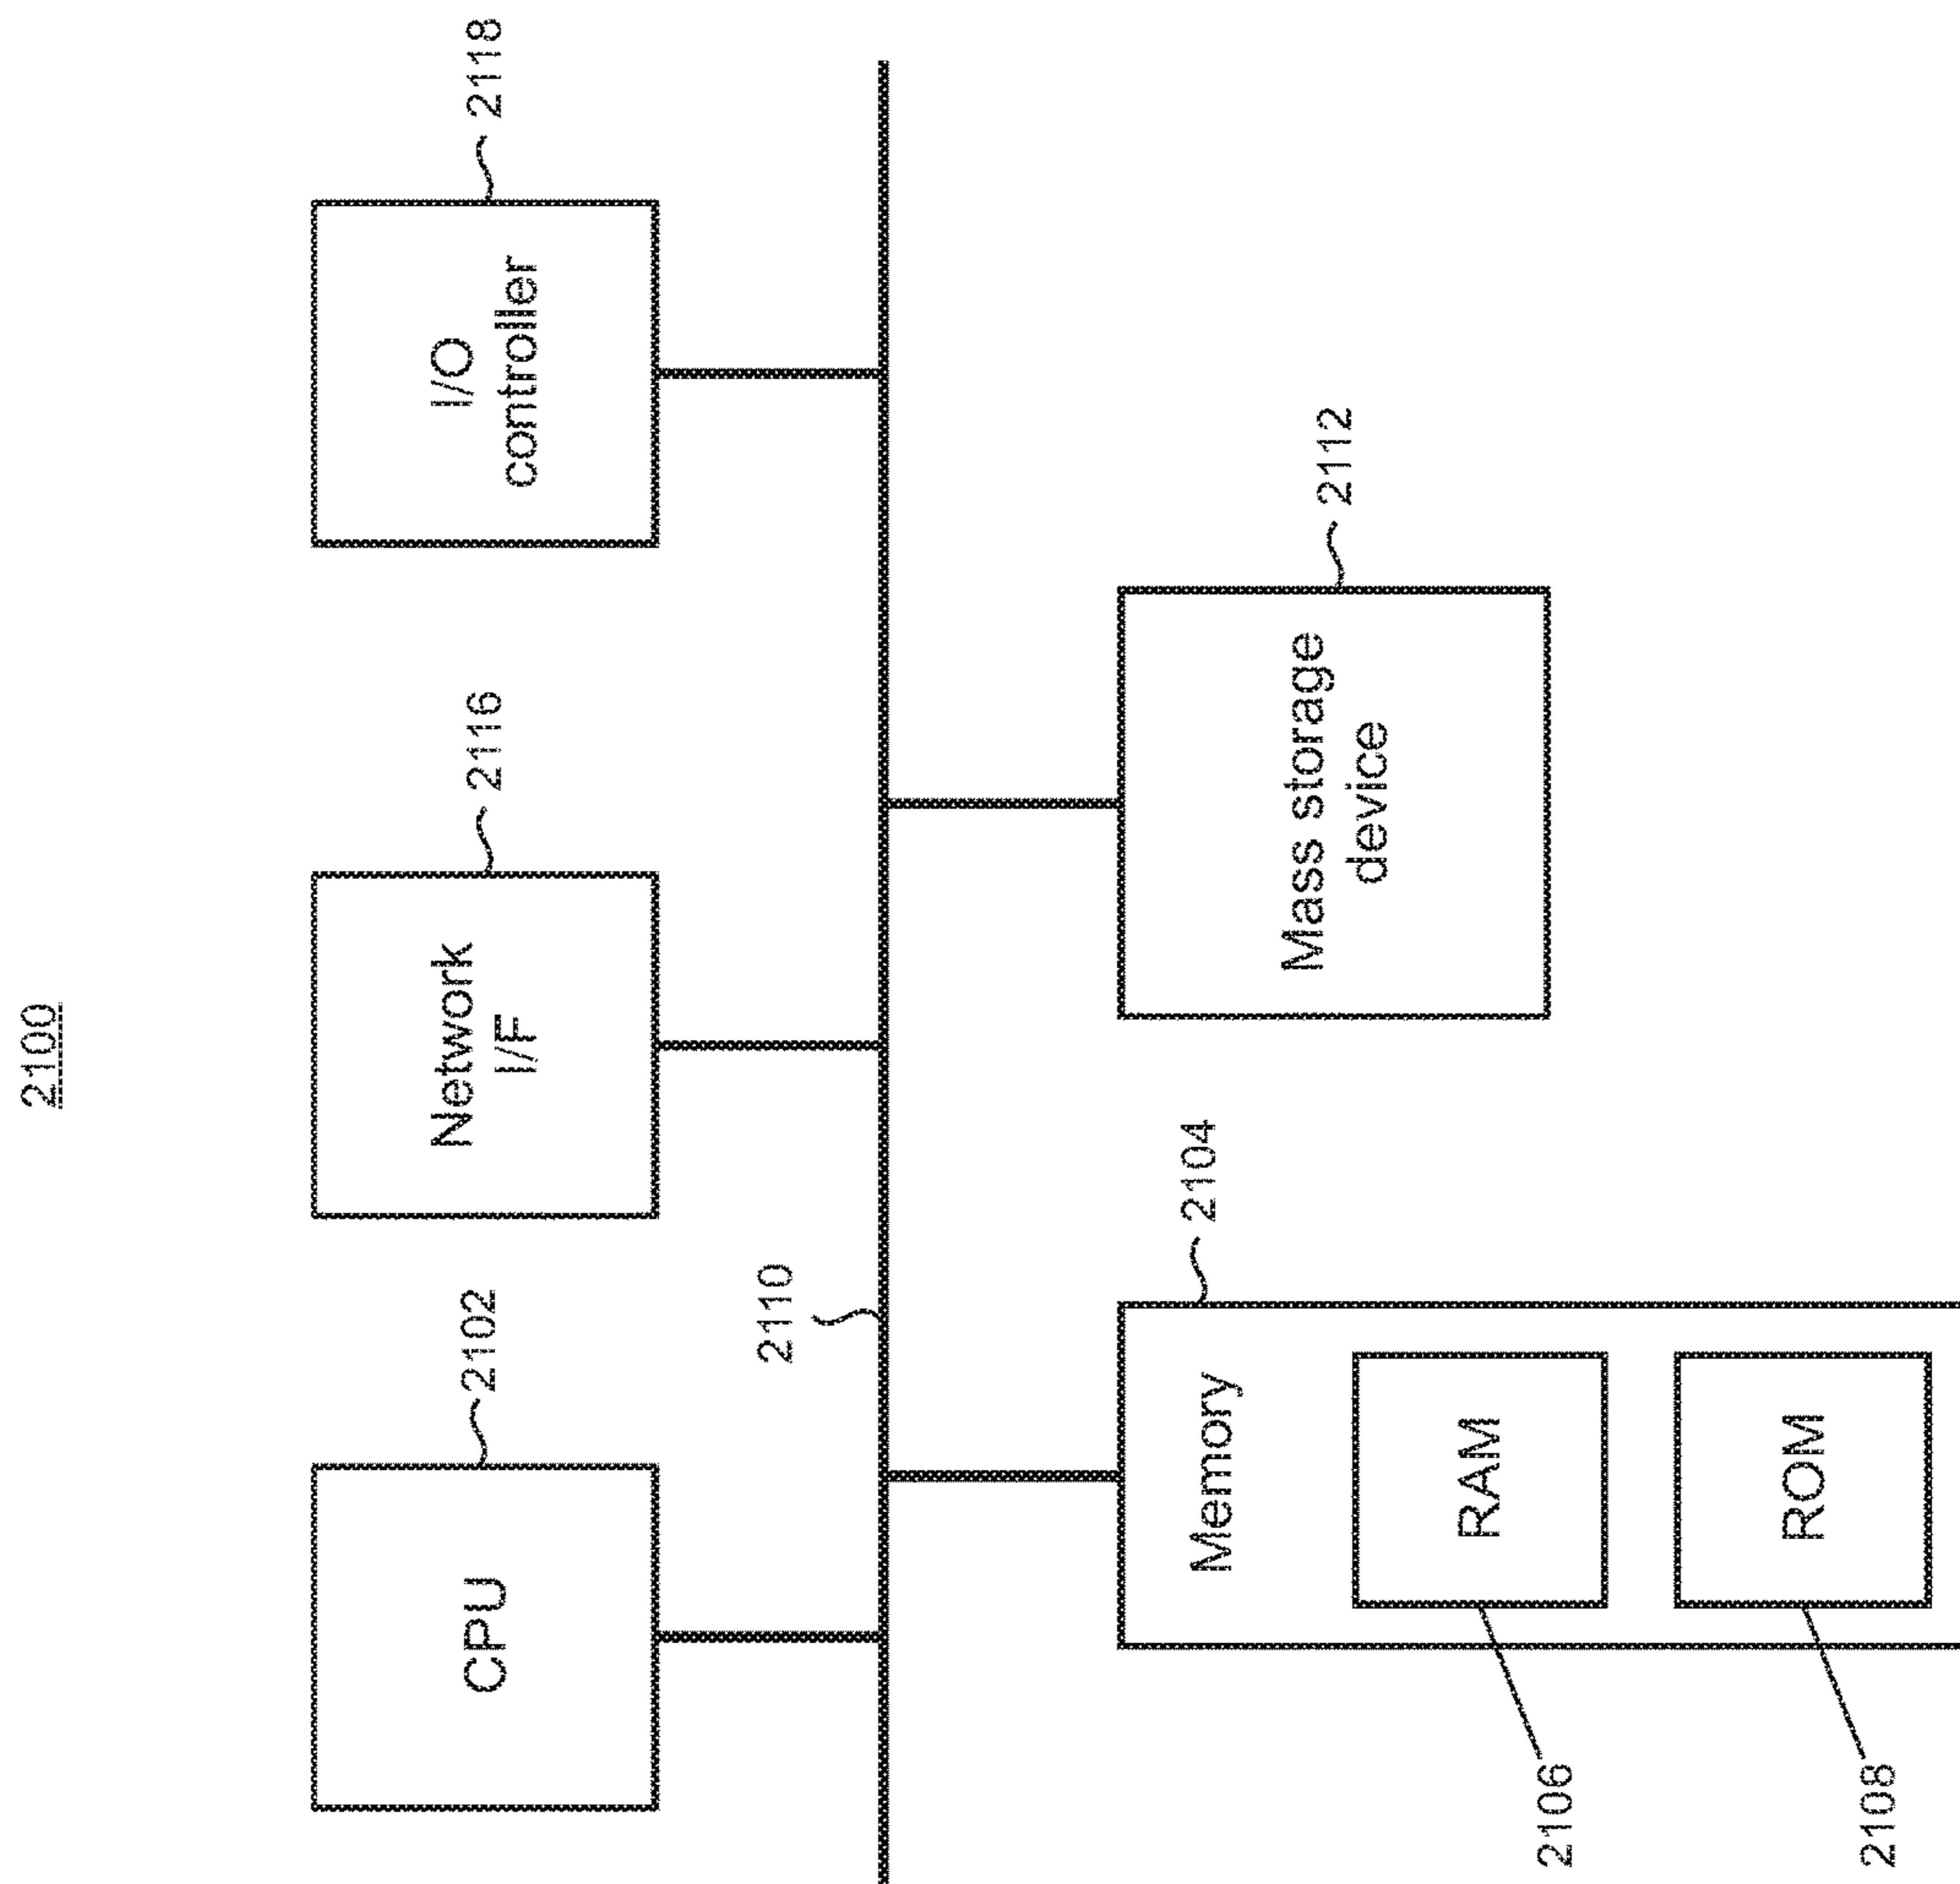 2100
CPU
2102
Network
I/F
2116
I/O
controller
2118
2110
Memory
2104
RAM
2106
ROM
2108
Mass storage
device
2112